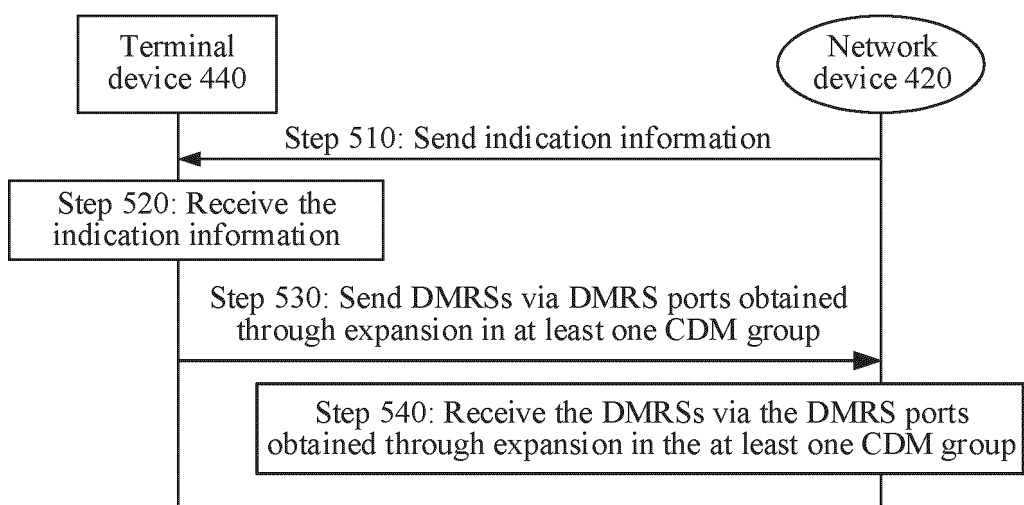 Terminal
device 440
Network
device 420
Step 510: Send indication information
Step 520: Receive the
indication information
Step 530: Send DMRSs via DMRS ports obtained
through expansion in at least one CDM group
Step 540: Receive the DMRSs via the DMRS ports
obtained through expansion in the at least one CDM group